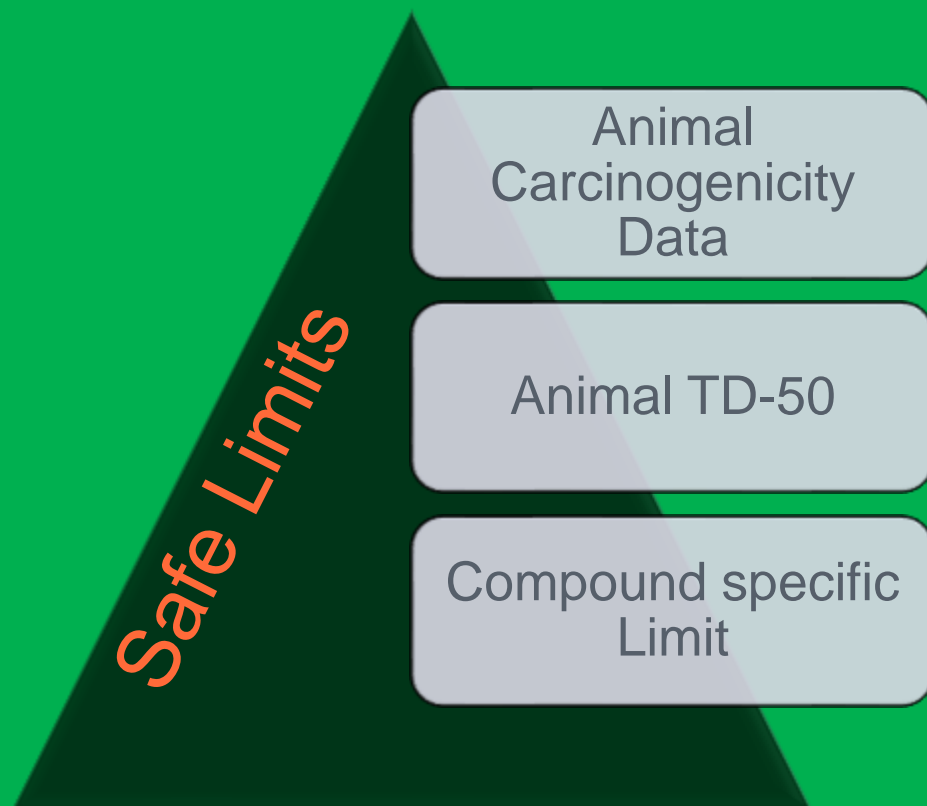 Safe Limits
Animal
Carcinogenicity
Data
Animal TD-50
Compound specific
Limit